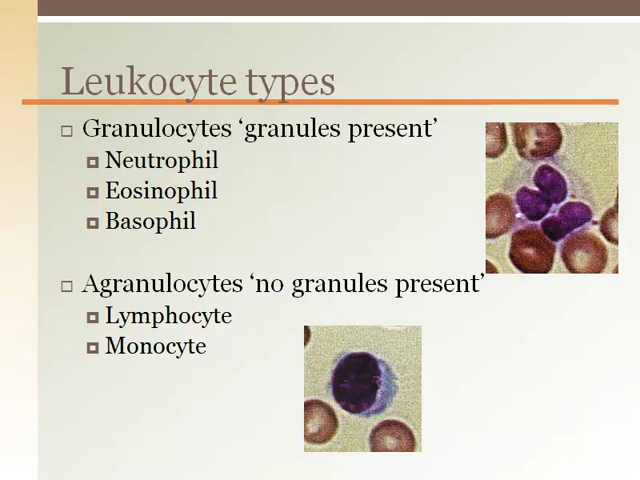 Leukocyte types
Granulocytes ‘granules present’
Neutrophil
Eosinophil
Basophil
Agranulocytes ‘no granules present’
Lymphocyte
Monocyte